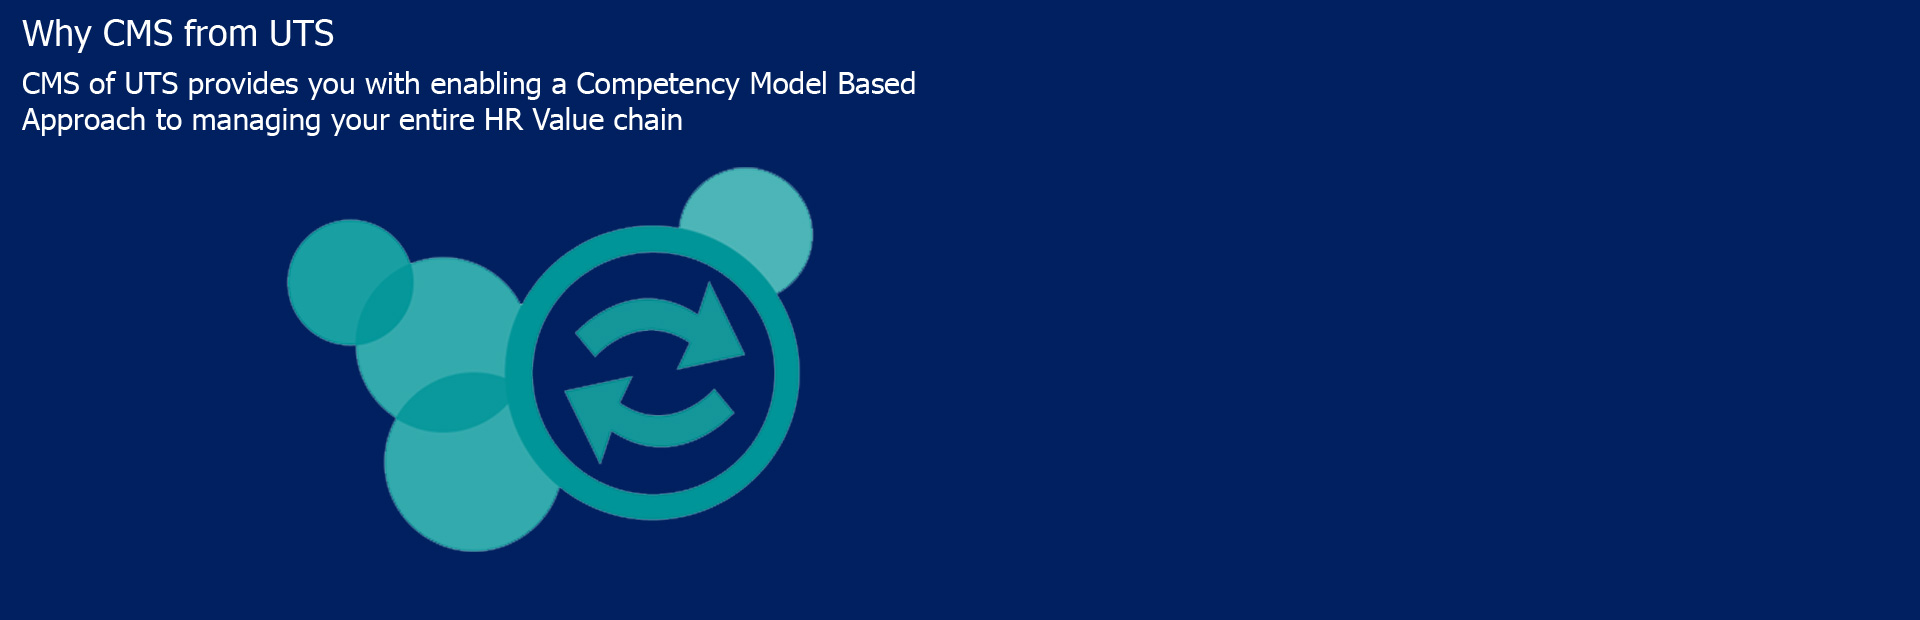 Why CMS from UTS
CMS of UTS provides you with enabling a Competency Model Based
Approach to managing your entire HR Value chain